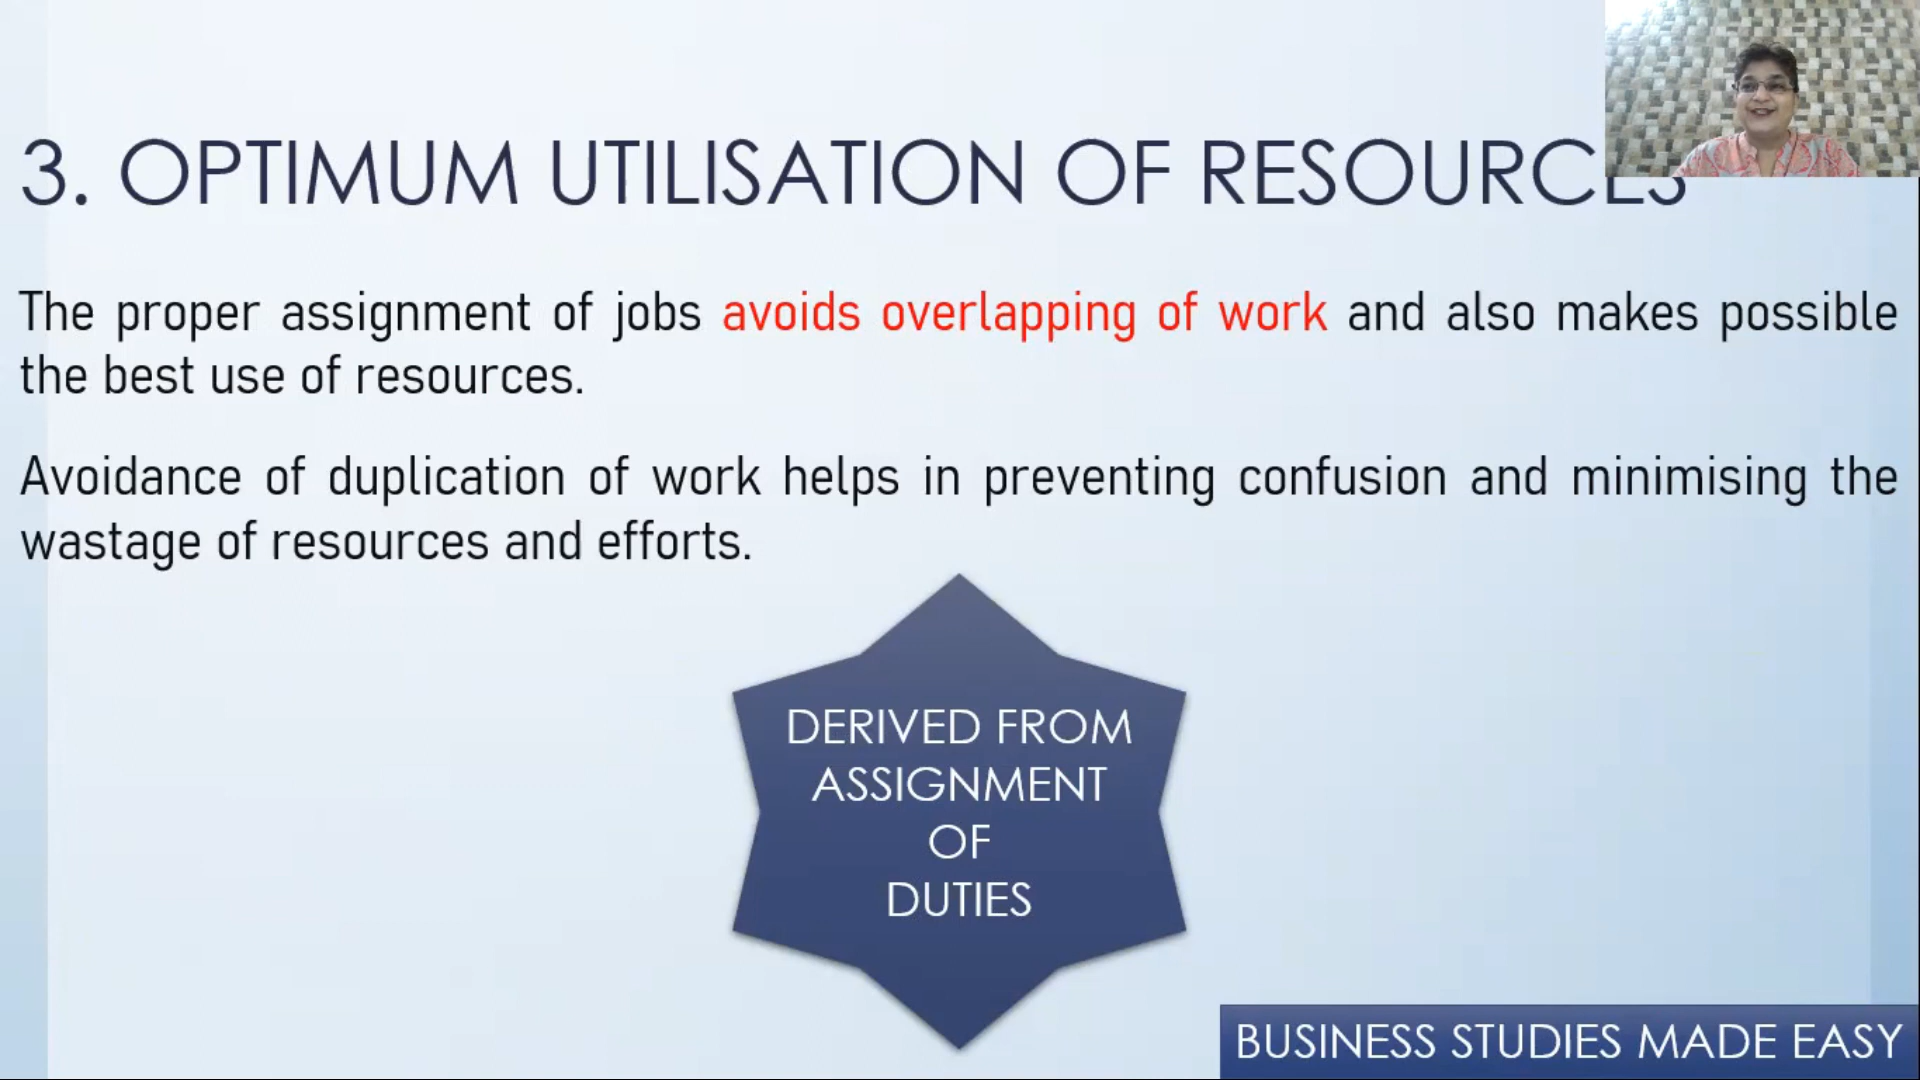 3. OPTIMUM UTILISATION OF RESOURCES
The proper assignment of jobs avoids overlapping of work and also makes possible
the best use of resources.
Avoidance of duplication of work helps in preventing confusion and minimising the
wastage of resources and efforts.
DERIVED FROM
ASSIGNMENT
OF
DUTIES
BUSINESS STUDIES MADE EASY